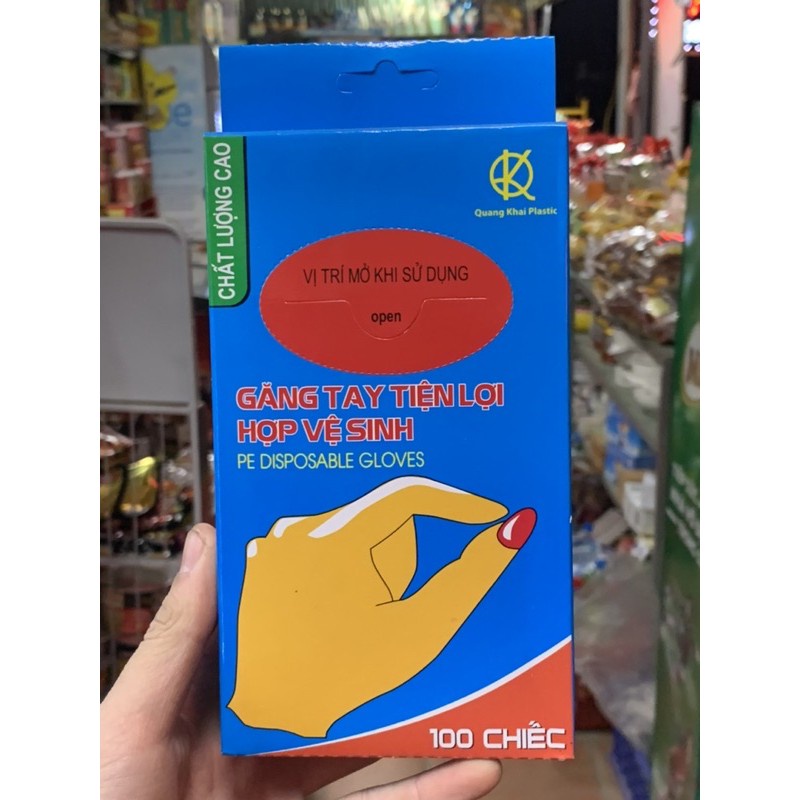 CHẤT LƯỢNG CAO
Quang Khai Plastic
VỊ TRÍ MỞ KHI SỬ DỤNG
open
GĂNG TAY TIỆN LỢI
HỢP VỆ SINH
PE DISPOSABLE GLOVES
100 CHIẾC